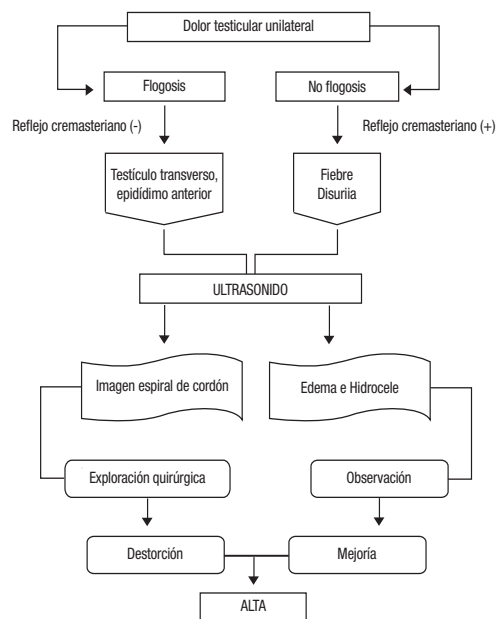 Dolor testicular unilateral
Flogosis
No flogosis
Reflejo cremasteriano (-)
Reflejo cremasteriano (+)
Testículo transverso,
epidídimo anterior
Fiebre
Disuriia
ULTRASONIDO
Imagen espiral de cordón
Edema e Hidrocele
Exploración quirúrgica
Observación
Destorción
Mejoría
ALTA